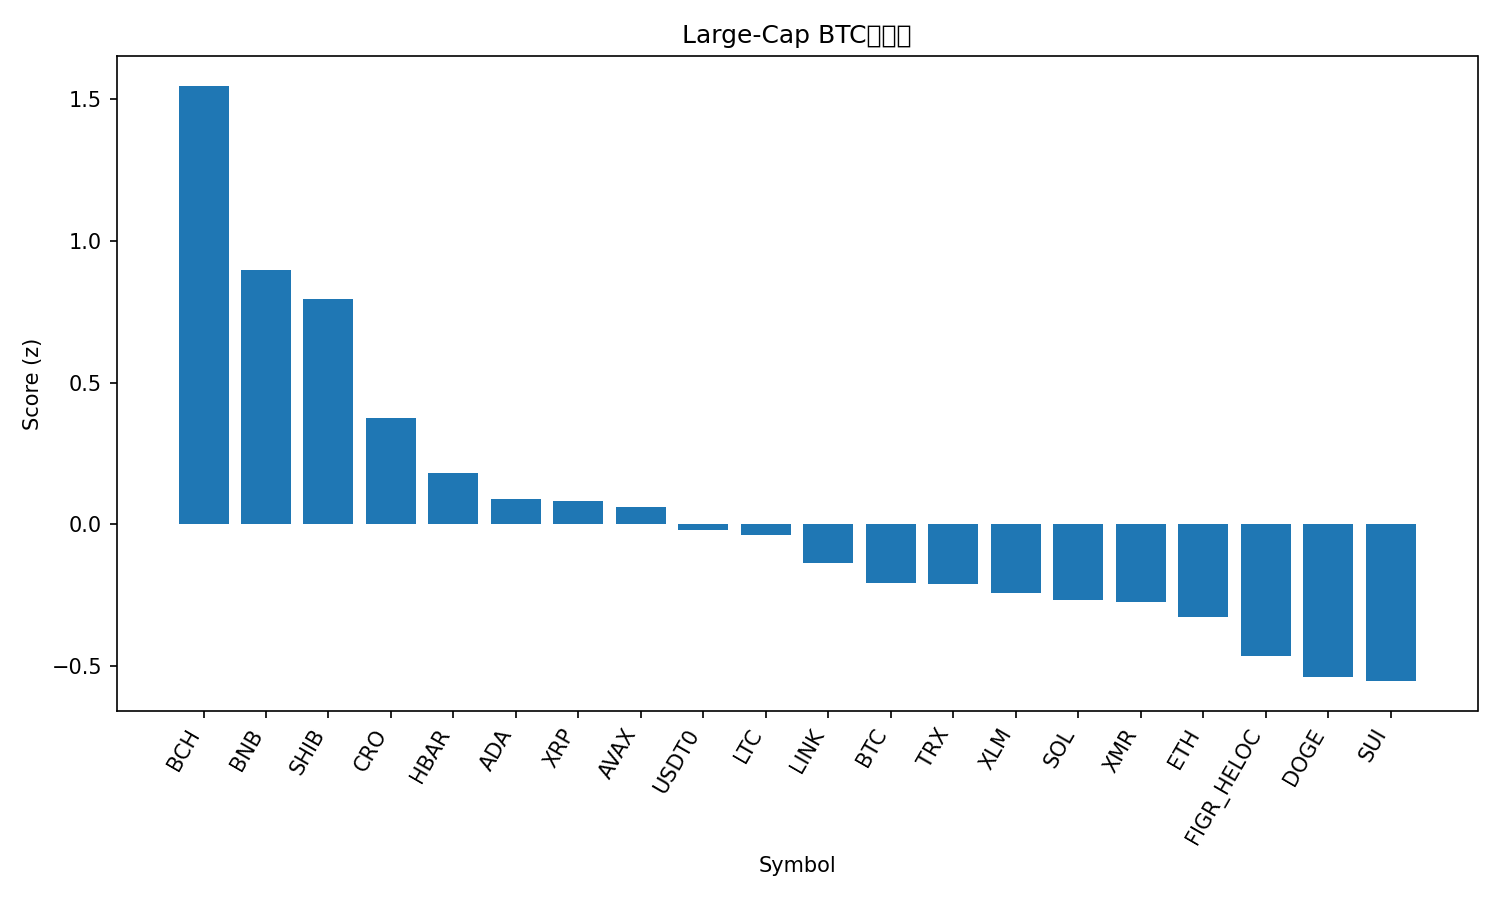 Large-Cap BTC
Score (z)
1.5
1.0
0.5
0.0
−0.5
BCH
BNB
SHIB
CRO
HBAR
ADA
XRP
AVAX
USDT0
LTC
LINK
BTC
TRX
XLM
SOL
XMR
ETH
FIGR_HELOC
DOGE
SUI
Symbol